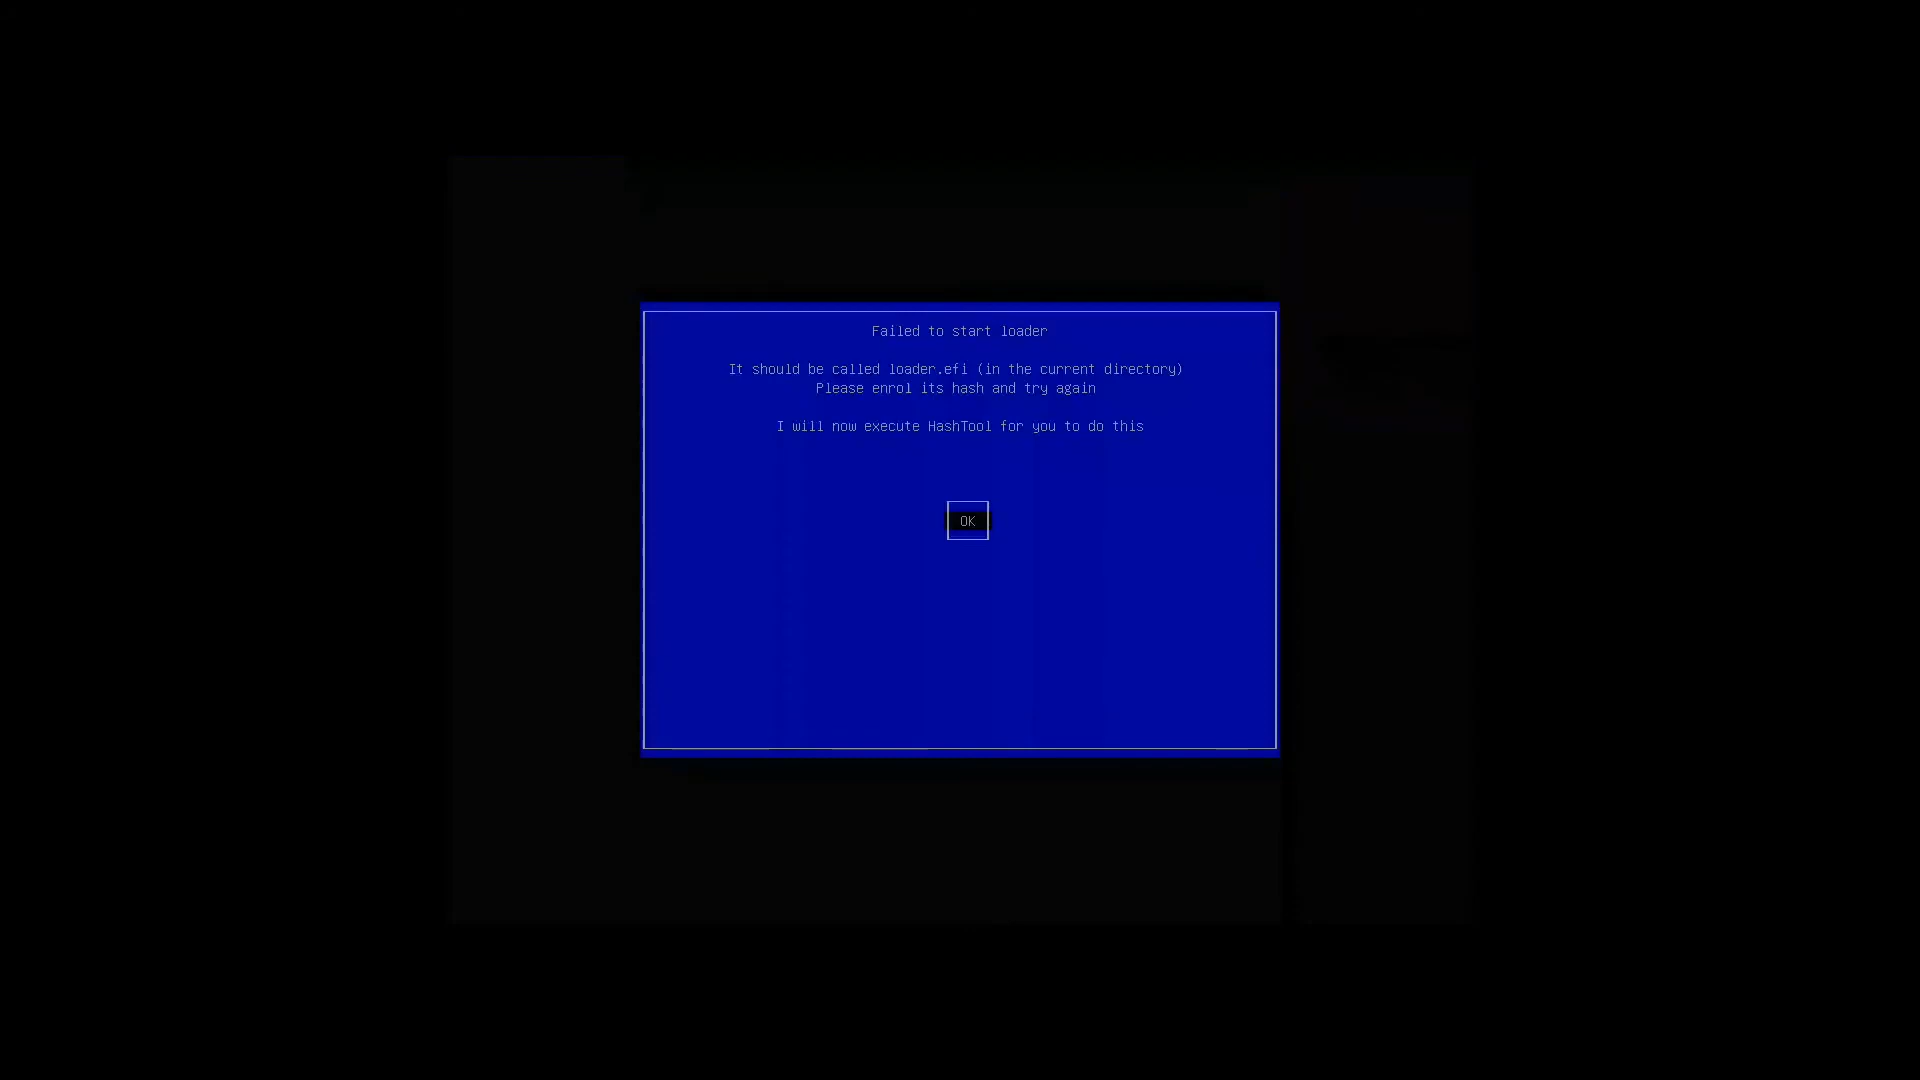 Failed to start loader
It should be called loader.efi (in the current directory)
Please enrol its hash and try again
I will now execute HashTool for you to do this
OK